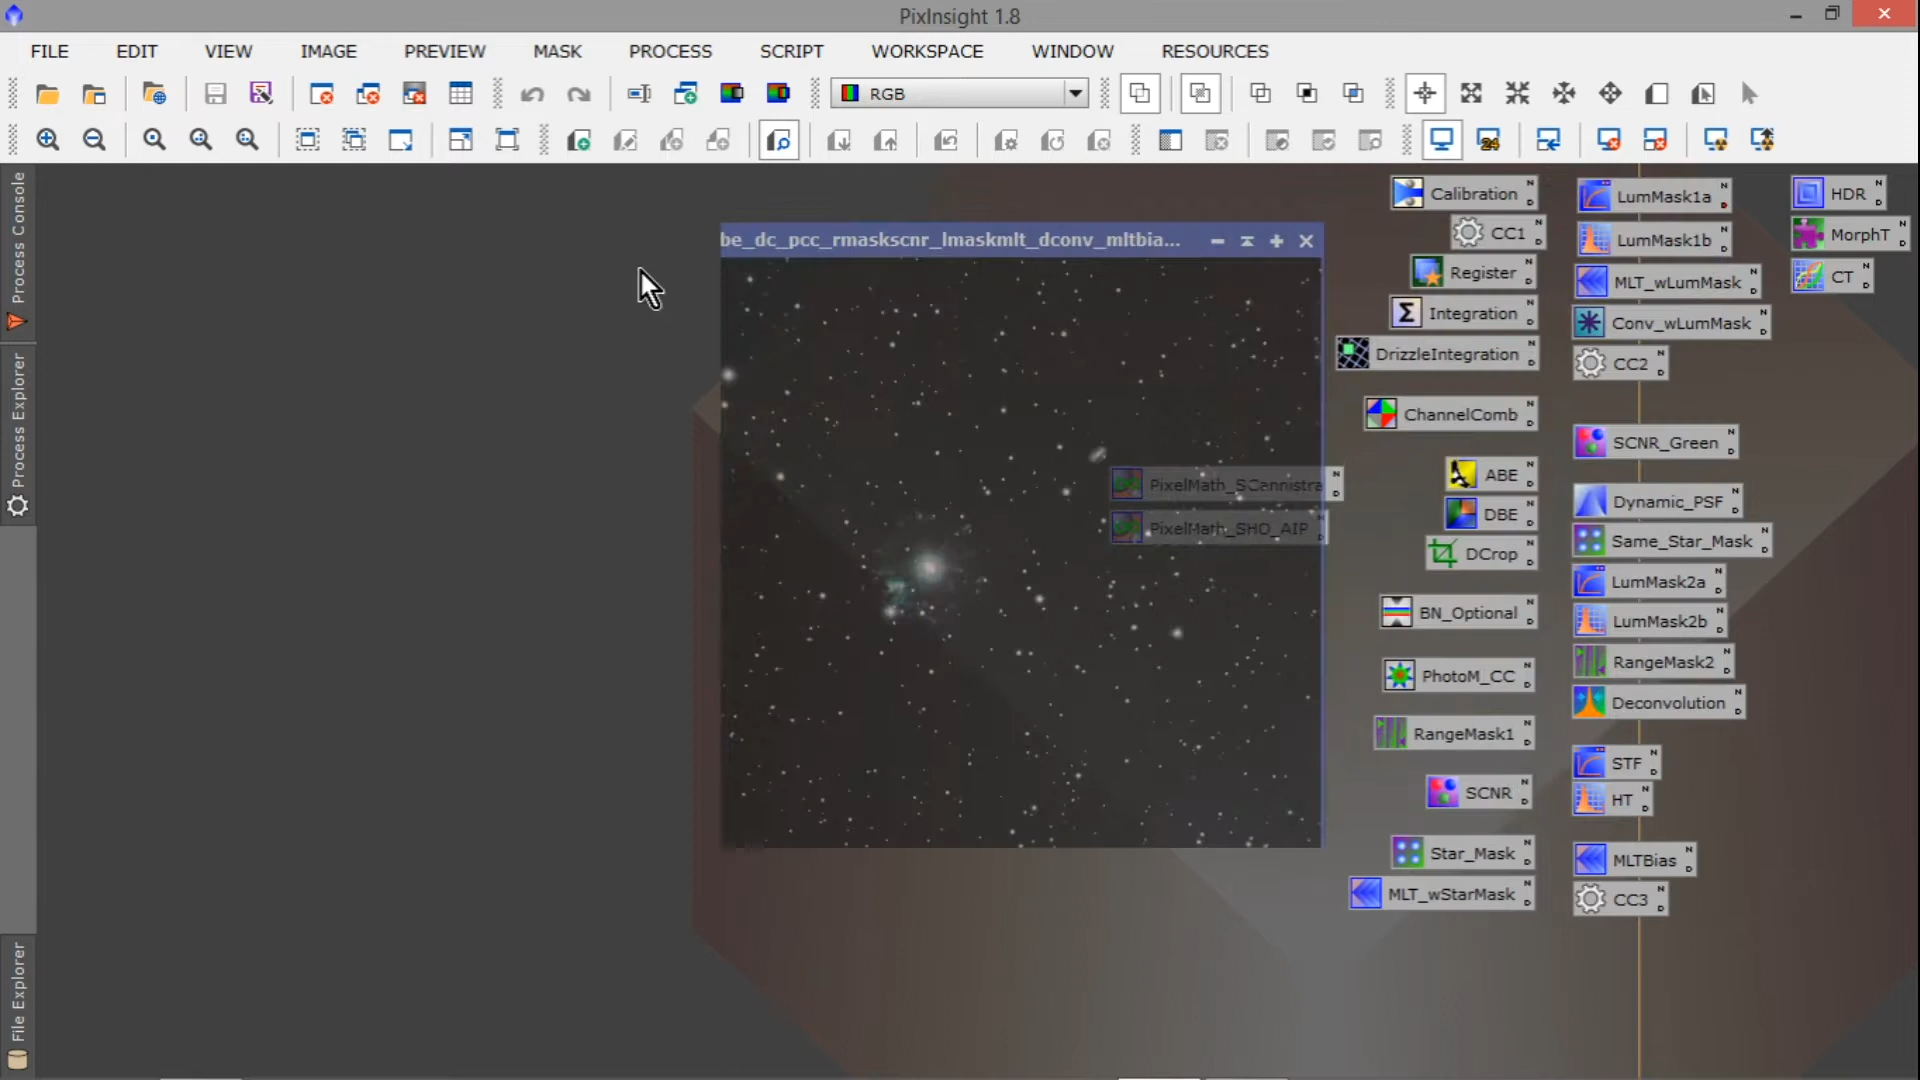 PixInsight 1.8
FILE EDIT VIEW IMAGE PREVIEW MASK PROCESS SCRIPT WORKSPACE WINDOW RESOURCES
RGB
24
Process Console
Process Explorer
File Explorer
be_dc_pcc_rmaskscnr_lmaskmlt_dconv_mltbia...
PixelMath_SCannistra
PixelMath_SHO_AIP
Calibration
CC1
Register
Integration
DrizzleIntegration
ChannelComb
ABE
DBE
DCrop
BN_Optional
PhotoM_CC
RangeMask1
SCNR
Star_Mask
MLT_wStarMask
LumMask1a
LumMask1b
MLT_wLumMask
Conv_wLumMask
CC2
SCNR_Green
Dynamic_PSF
Same_Star_Mask
LumMask2a
LumMask2b
RangeMask2
Deconvolution
STF
HT
MLTBias
CC3
HDR
MorphT
CT